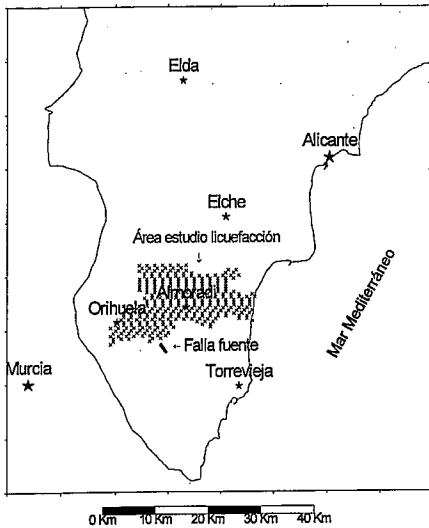 Elda
Alicante
Elche
Área estudio licuefacción
↓
Almoradí
Orihuela
Mar Mediterráneo
← Falla fuente
Murcia
Torrevieja
0 Km 10 Km 20 Km 30 Km 40 Km